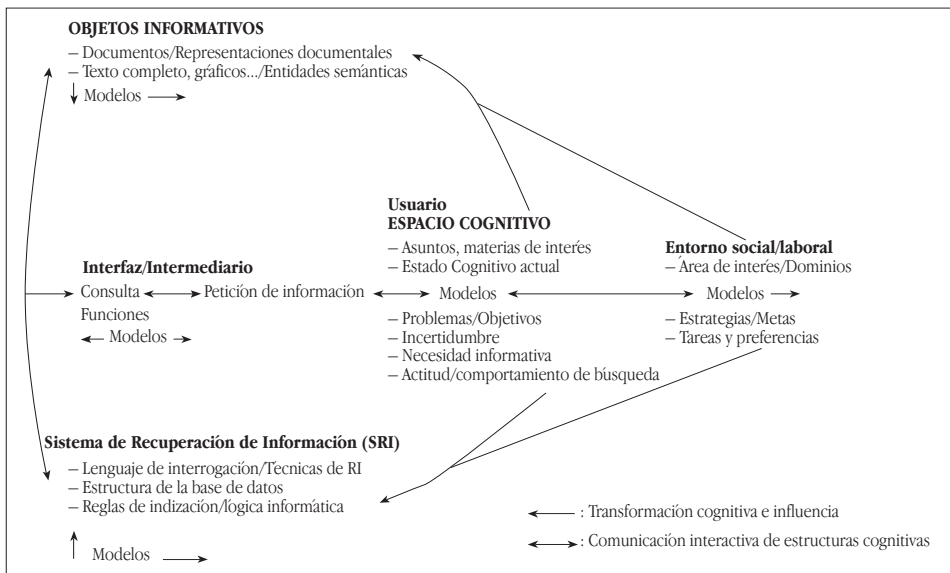 OBJETOS INFORMATIVOS
– Documentos/Representaciones documentales
– Texto completo, gráficos.../Entidades semánticas
Modelos
Usuario
ESPACIO COGNITIVO
– Asuntos, materias de interés
– Estado Cognitivo actual
Entorno social/laboral
– Área de interés/Dominios
Interfaz/Intermediario
Consulta Petición de información Modelos Modelos
Funciones
Modelos
– Problemas/Objetivos
– Incertidumbre
– Necesidad informativa
– Actitud/comportamiento de búsqueda
– Estrategias/Metas
– Tareas y preferencias
Sistema de Recuperación de Información (SRI)
– Lenguaje de interrogación/Técnicas de RI
– Estructura de la base de datos
– Reglas de indización/lógica informática
Modelos
: Transformación cognitiva e influencia
: Comunicación interactiva de estructuras cognitivas